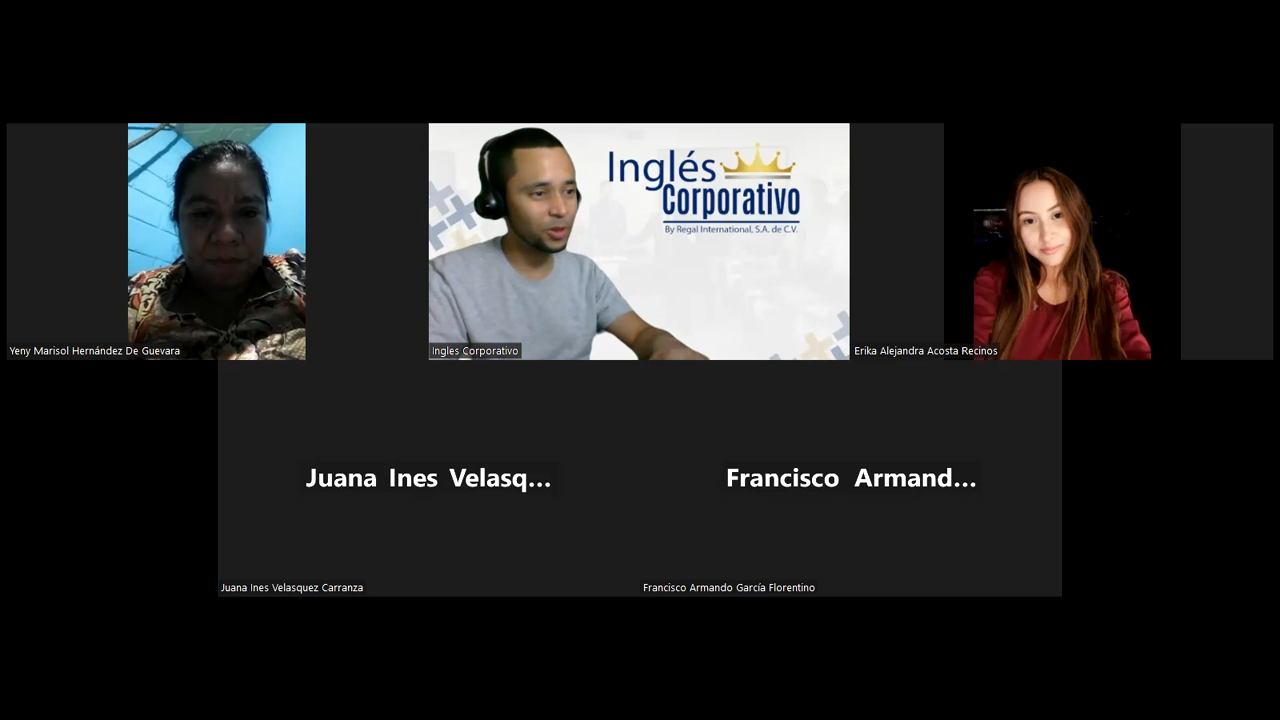 Inglés
Corporativo
By Regal International, S.A. de C.V.
Yeny Marisol Hernández De Guevara
Ingles Corporativo
Erika Alejandra Acosta Recinos
Juana Ines Velasq...
Francisco Armand...
Juana Ines Velasquez Carranza
Francisco Armando García Florentino